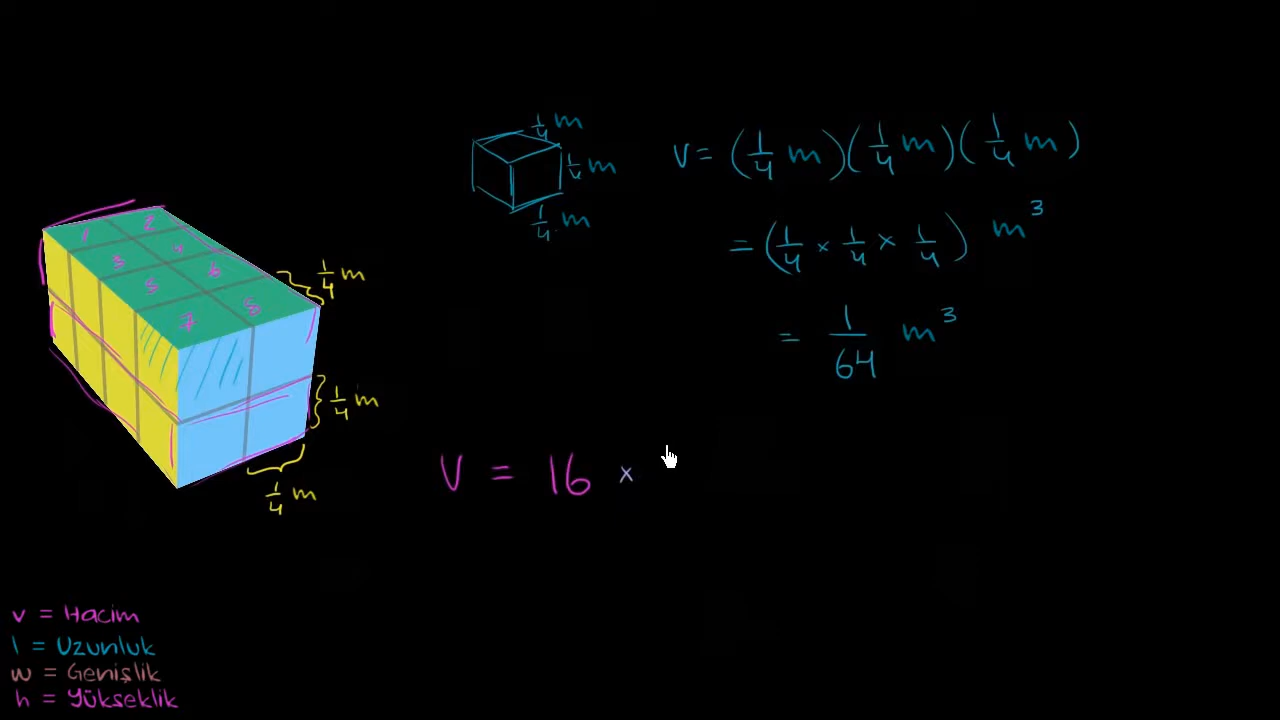 1/4 m
1/4 m
1/4 m
V = (1/4 m)(1/4 m)(1/4 m)
= (1/4 × 1/4 × 1/4) m³
= 1/64 m³
1 2
3 4
5 6
7 8
1/4 m
1/4 m
1/4 m
V = 16 ×
v = Hacim
l = Uzunluk
w = Genişlik
h = Yükseklik